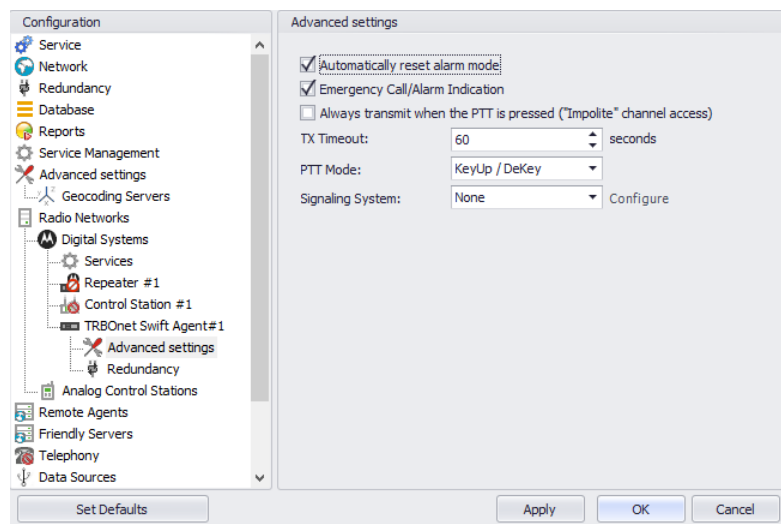 Configuration
Service
Network
Redundancy
Database
Reports
Service Management
Advanced settings
Geocoding Servers
Radio Networks
Digital Systems
Services
Repeater #1
Control Station #1
TRBOnet Swift Agent#1
Advanced settings
Redundancy
Analog Control Stations
Remote Agents
Friendly Servers
Telephony
Data Sources
Set Defaults
Advanced settings
Automatically reset alarm mode
Emergency Call/Alarm Indication
Always transmit when the PTT is pressed ("Impolite" channel access)
TX Timeout: 60 seconds
PTT Mode: KeyUp / DeKey
Signaling System: None Configure
Apply OK Cancel